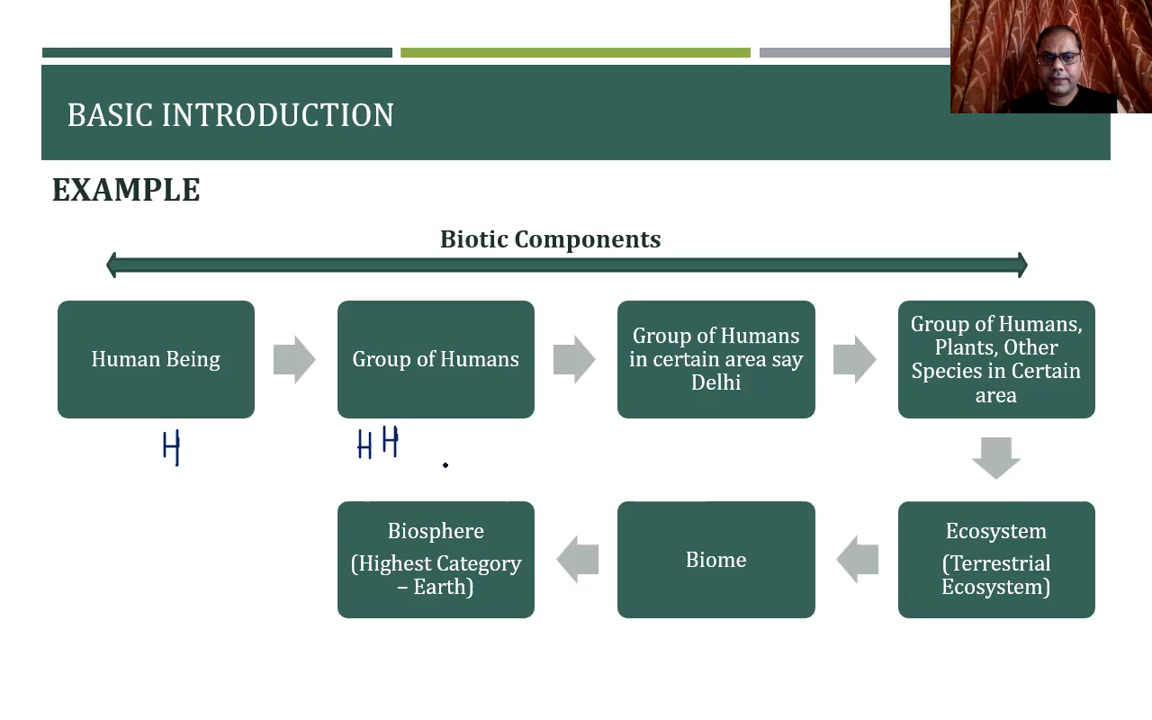 BASIC INTRODUCTION
EXAMPLE
Biotic Components
Human Being
Group of Humans
Group of Humans
in certain area say
Delhi
Group of Humans,
Plants, Other
Species in Certain
area
H
H H
Ecosystem
(Terrestrial
Ecosystem)
Biome
Biosphere
(Highest Category
– Earth)